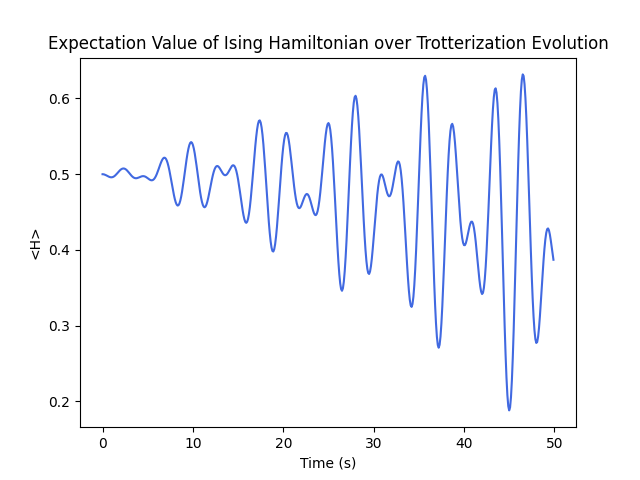 Expectation Value of Ising Hamiltonian over Trotterization Evolution
0.6
0.5
0.4
0.3
0.2
<H>
0 10 20 30 40 50
Time (s)